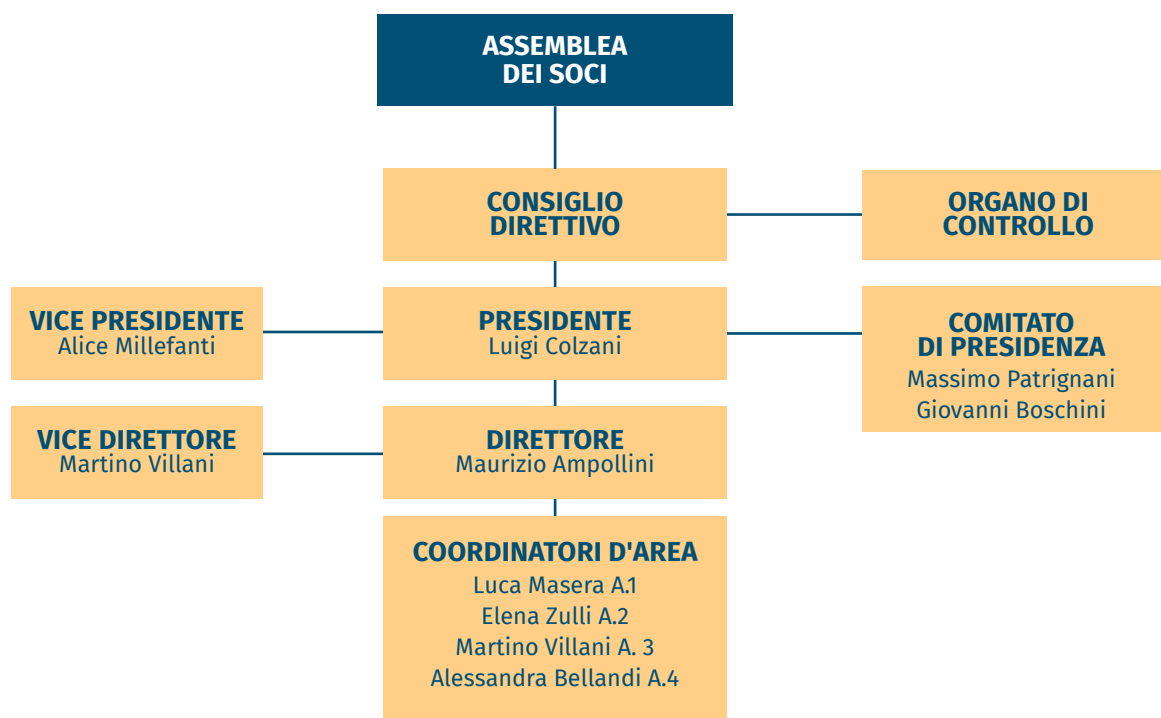 ASSEMBLEA
DEI SOCI
CONSIGLIO
DIRETTIVO
ORGANO DI
CONTROLLO
VICE PRESIDENTE
Alice Millefanti
PRESIDENTE
Luigi Colzani
COMITATO
DI PRESIDENZA
Massimo Patrignani
Giovanni Boschini
VICE DIRETTORE
Martino Villani
DIRETTORE
Maurizio Ampollini
COORDINATORI D'AREA
Luca Masera A.1
Elena Zulli A.2
Martino Villani A. 3
Alessandra Bellandi A.4